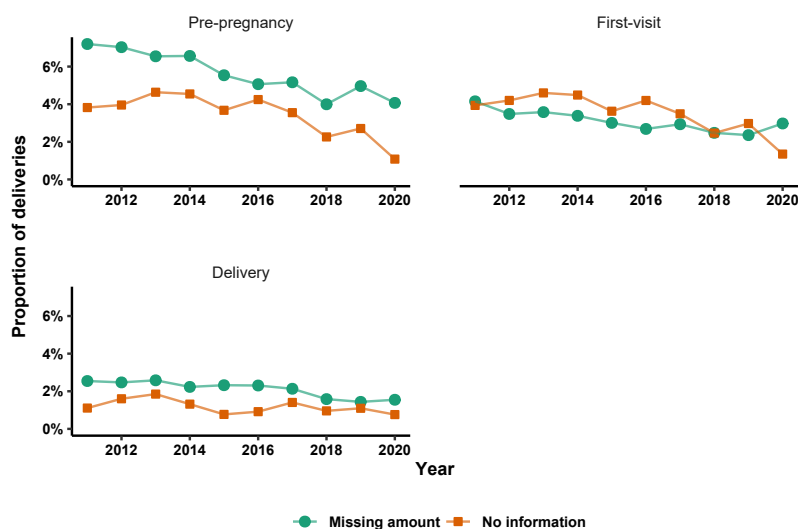 Pre-pregnancy
First-visit
6%
4%
2%
0%
2012 2014 2016 2018 2020
2012 2014 2016 2018 2020
Proportion of deliveries
Delivery
6%
4%
2%
0%
2012 2014 2016 2018 2020
Year
Missing amount No information